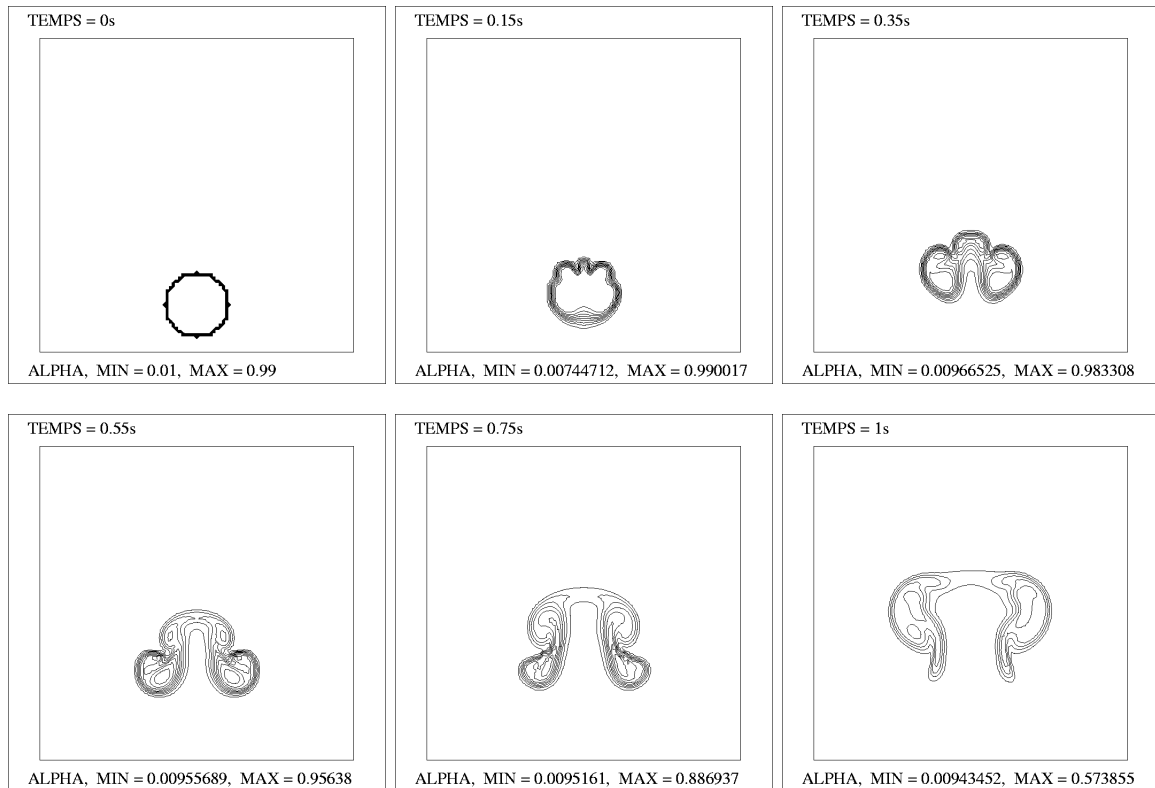 TEMPS = 0s
TEMPS = 0.15s
TEMPS = 0.35s
ALPHA, MIN = 0.01, MAX = 0.99
ALPHA, MIN = 0.00744712, MAX = 0.990017
ALPHA, MIN = 0.00966525, MAX = 0.983308
TEMPS = 0.55s
TEMPS = 0.75s
TEMPS = 1s
ALPHA, MIN = 0.00955689, MAX = 0.95638
ALPHA, MIN = 0.0095161, MAX = 0.886937
ALPHA, MIN = 0.00943452, MAX = 0.573855